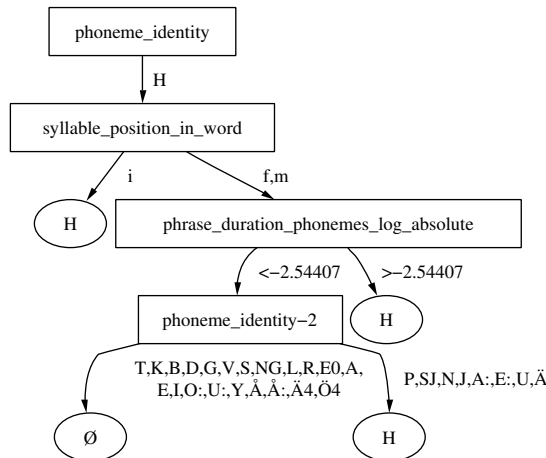 phoneme_identity
H
syllable_position_in_word
i
f,m
H
phrase_duration_phonemes_log_absolute
<−2.54407
>−2.54407
phoneme_identity−2
H
T,K,B,D,G,V,S,NG,L,R,E0,A,
E,I,O:,U:,Y,Å,Å:,Ä4,Ö4
P,SJ,N,J,A:,E:,U,Ä
Ø
H